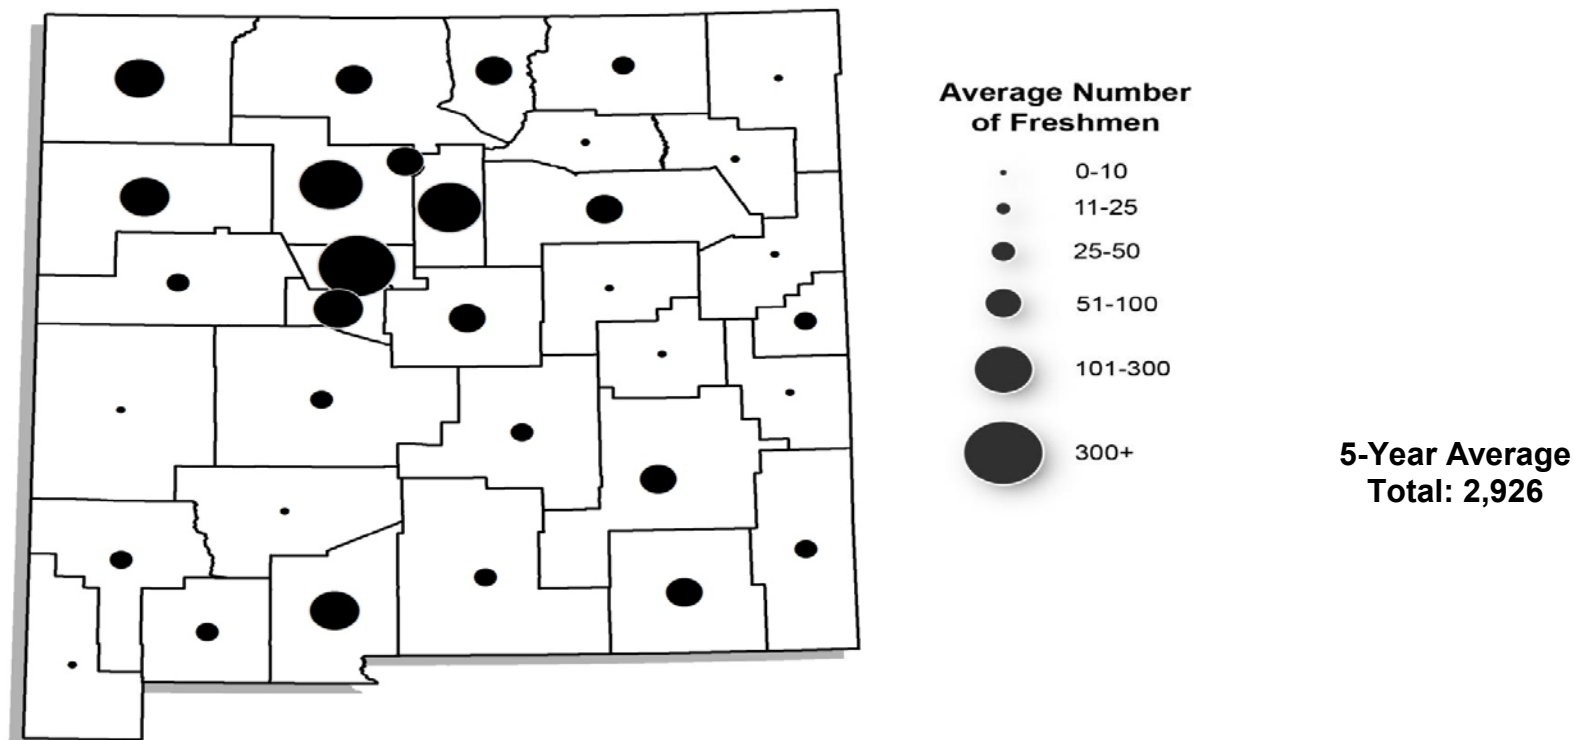 Average Number
of Freshmen
0-10
11-25
25-50
51-100
101-300
300+
5-Year Average
Total: 2,926